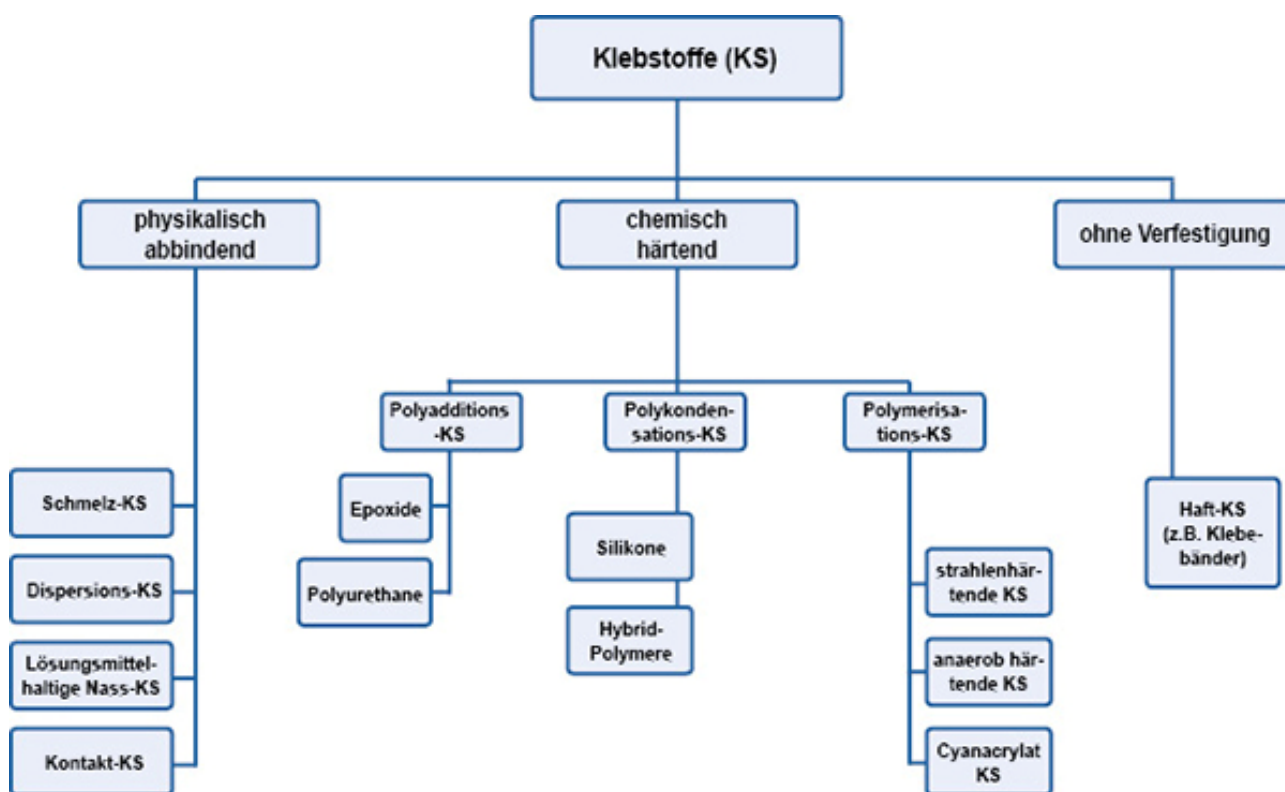 Klebstoffe (KS)
physikalisch
abbindend
chemisch
härtend
ohne Verfestigung
Polyadditions
-KS
Polykonden-
sations-KS
Polymerisa-
tions-KS
Schmelz-KS
Dispersions-KS
Lösungsmittel-
haltige Nass-KS
Kontakt-KS
Epoxide
Polyurethane
Silikone
Hybrid-
Polymere
strahlenhär-
tende KS
anaerob här-
tende KS
Cyanacrylat
KS
Haft-KS
(z.B. Klebe-
bänder)